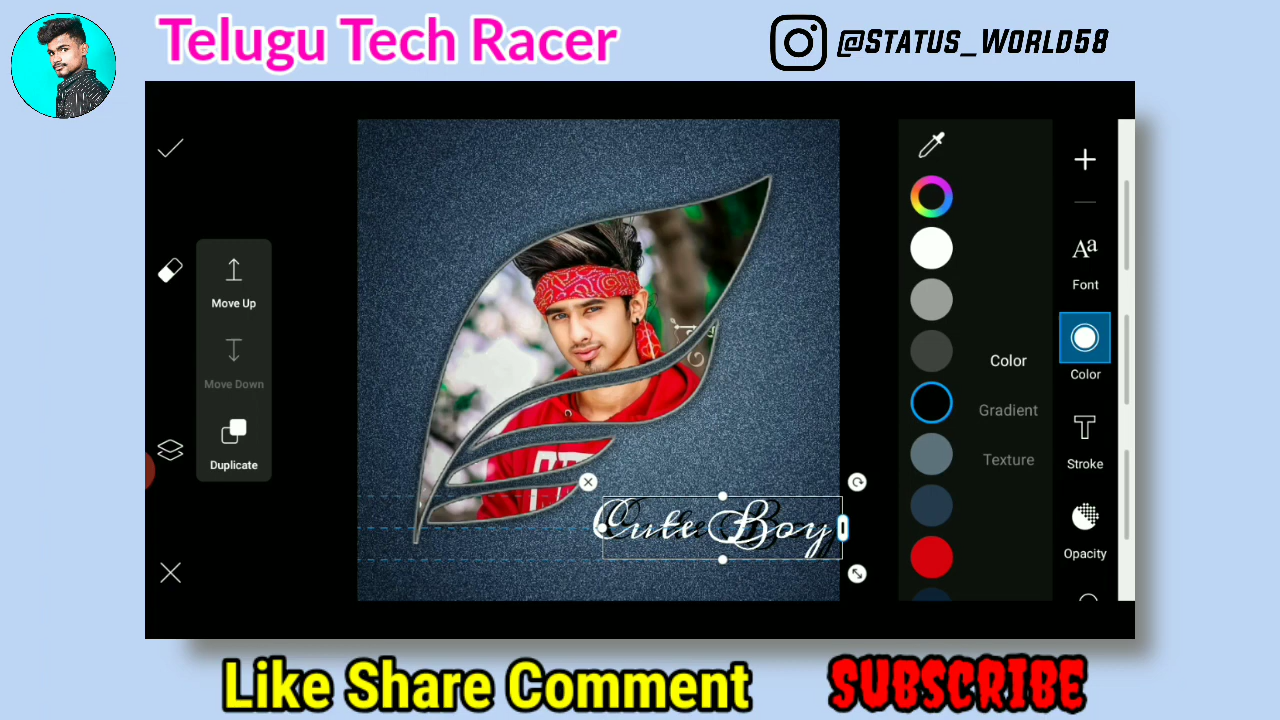 Telugu Tech Racer
@STATUS_WORLD58
Move Up
Move Down
Duplicate
Cute Boy
Color
Gradient
Texture
Aa
Font
Color
T
Stroke
Opacity
Like Share Comment
SUBSCRIBE